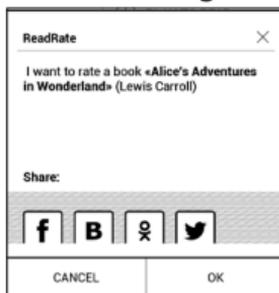 ReadRate
I want to rate a book «Alice's Adventures
in Wonderland» (Lewis Carroll)
Share:
CANCEL OK